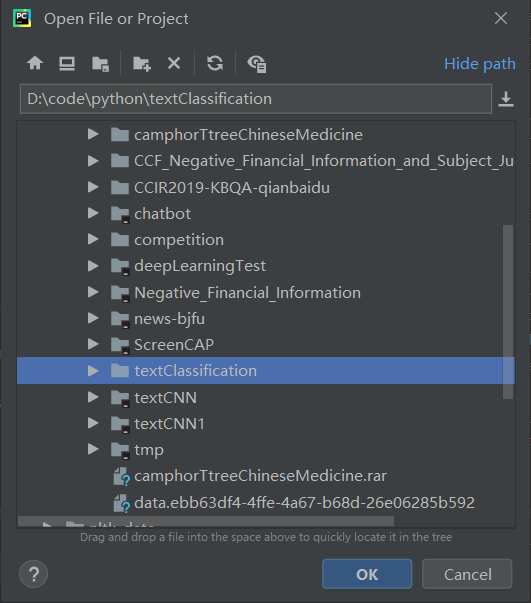 PC
Open File or Project
Hide path
D:\code\python\textClassification
camphorTtreeChineseMedicine
CCF_Negative_Financial_Information_and_Subject_Ju
CCIR2019-KBQA-qianbaidu
chatbot
competition
deepLearningTest
Negative_Financial_Information
news-bjfu
ScreenCAP
textClassification
textCNN
textCNN1
tmp
camphorTtreeChineseMedicine.rar
data.ebb63df4-4ffe-4a67-b68d-26e06285b592
nltk_data
Drag and drop a file into the space above to quickly locate it in the tree
?
OK
Cancel